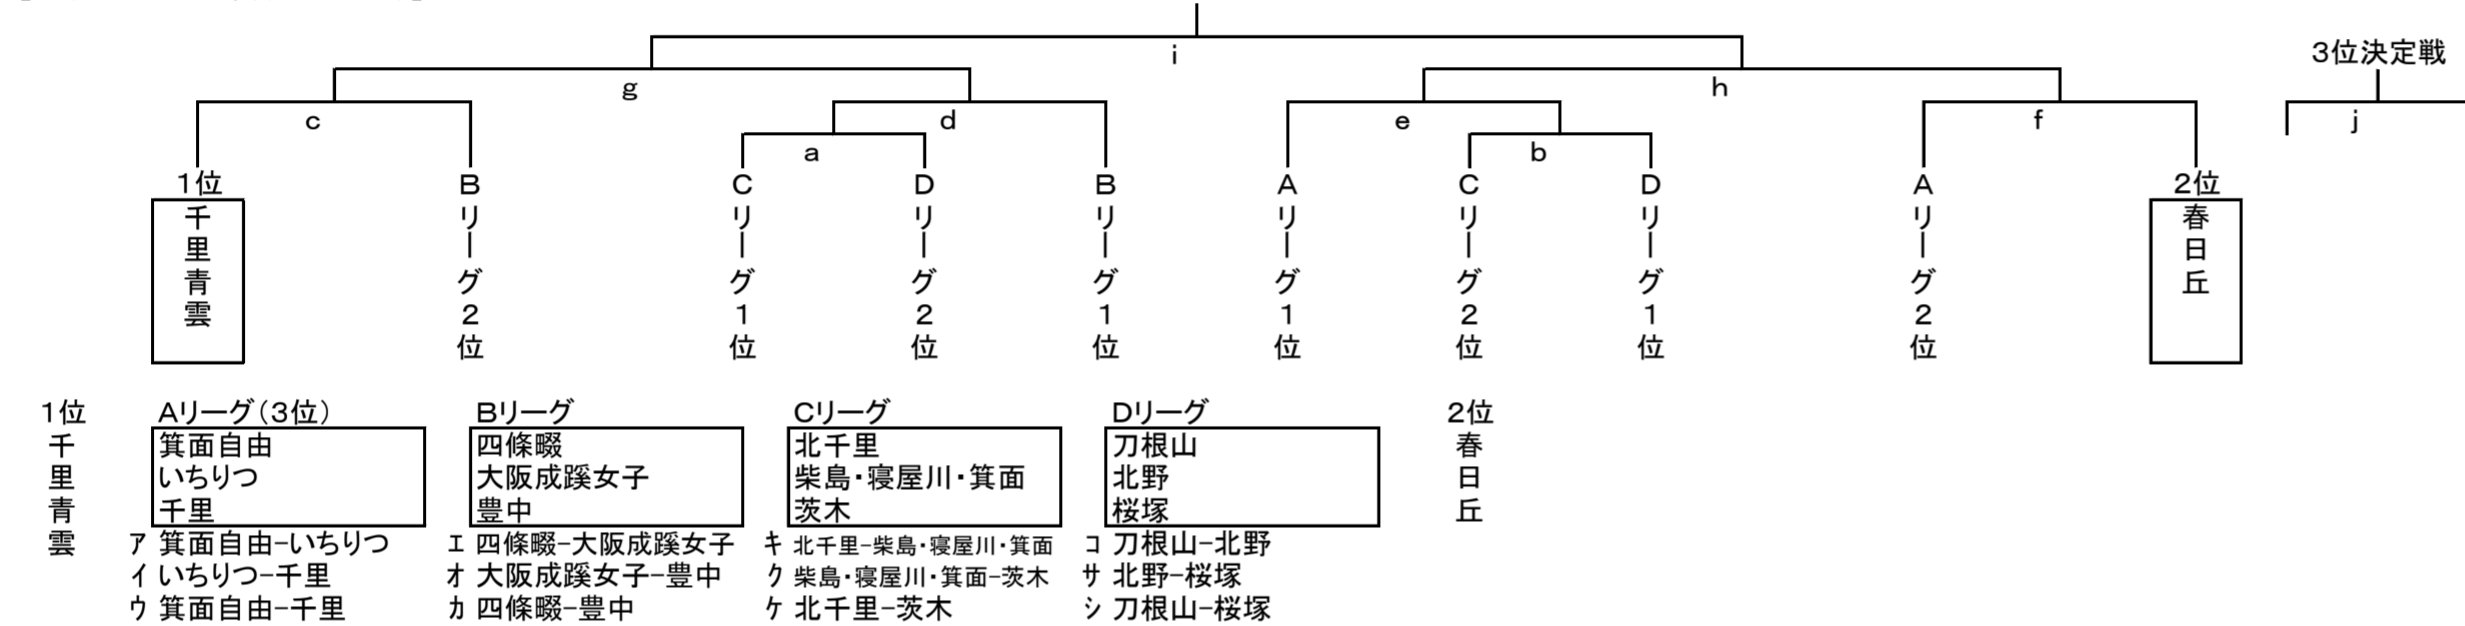 i
3位決定戦
g
h
c
d
e
f
j
a
b
1位
千里青雲
Bリーグ2位
Cリーグ1位
Dリーグ2位
Bリーグ1位
Aリーグ1位
Cリーグ2位
Dリーグ1位
Aリーグ2位
2位
春日丘
1位
千里青雲
Aリーグ(3位)
箕面自由
いちりつ
千里
ア 箕面自由-いちりつ
イ いちりつ-千里
ウ 箕面自由-千里
Bリーグ
四條畷
大阪成蹊女子
豊中
エ 四條畷-大阪成蹊女子
オ 大阪成蹊女子-豊中
カ 四條畷-豊中
Cリーグ
北千里
柴島・寝屋川・箕面
茨木
キ 北千里-柴島・寝屋川・箕面
ク 柴島・寝屋川・箕面-茨木
ケ 北千里-茨木
Dリーグ
刀根山
北野
桜塚
コ 刀根山-北野
サ 北野-桜塚
シ 刀根山-桜塚
2位
春日丘